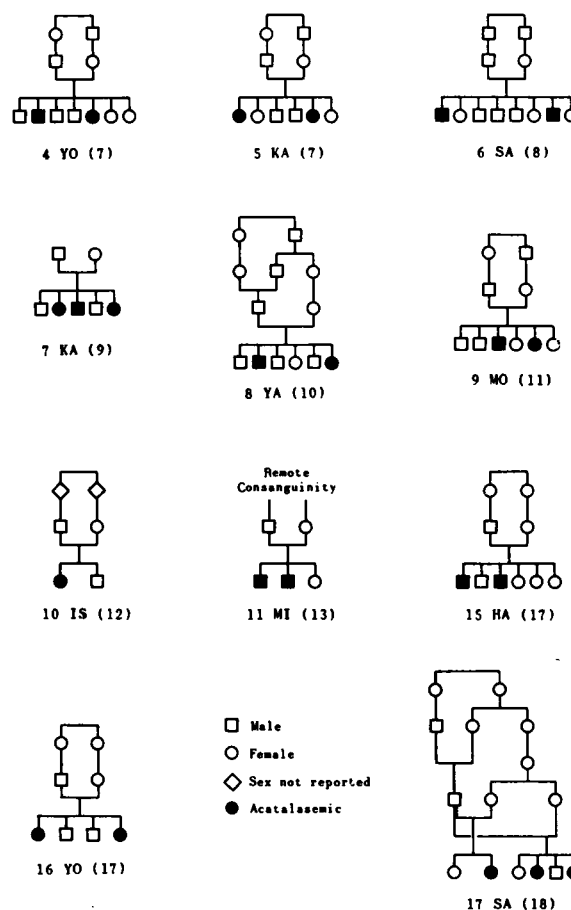 4 YO (7)
5 KA (7)
6 SA (8)
7 KA (9)
8 YA (10)
9 MO (11)
Remote
Consanguinity
10 IS (12)
11 MI (13)
15 HA (17)
Male
Female
Sex not reported
Acatalasemic
16 YO (17)
17 SA (18)